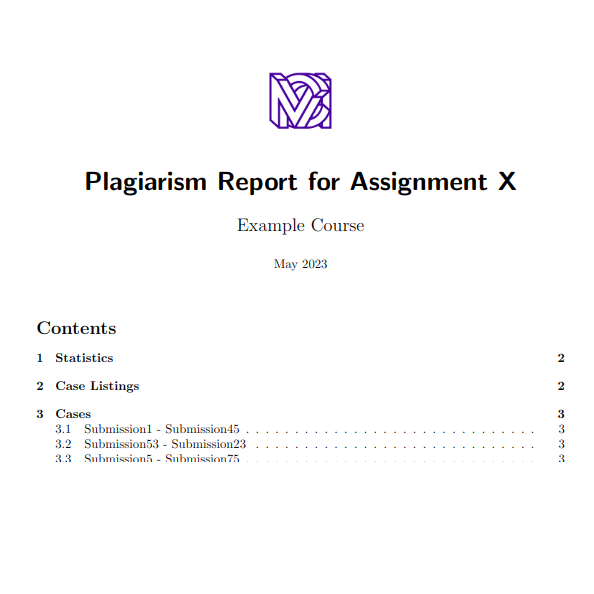 Plagiarism Report for Assignment X
Example Course
May 2023
Contents
1 Statistics 2
2 Case Listings 2
3 Cases 3
3.1 Submission1 - Submission45 . . . . . . . . . . . . . . . . . . . . . . . . . . . . . 3
3.2 Submission53 - Submission23 . . . . . . . . . . . . . . . . . . . . . . . . . . . . 3
3.3 Submission5 - Submission75 . . . . . . . . . . . . . . . . . . . . . . . . . . . . . 3